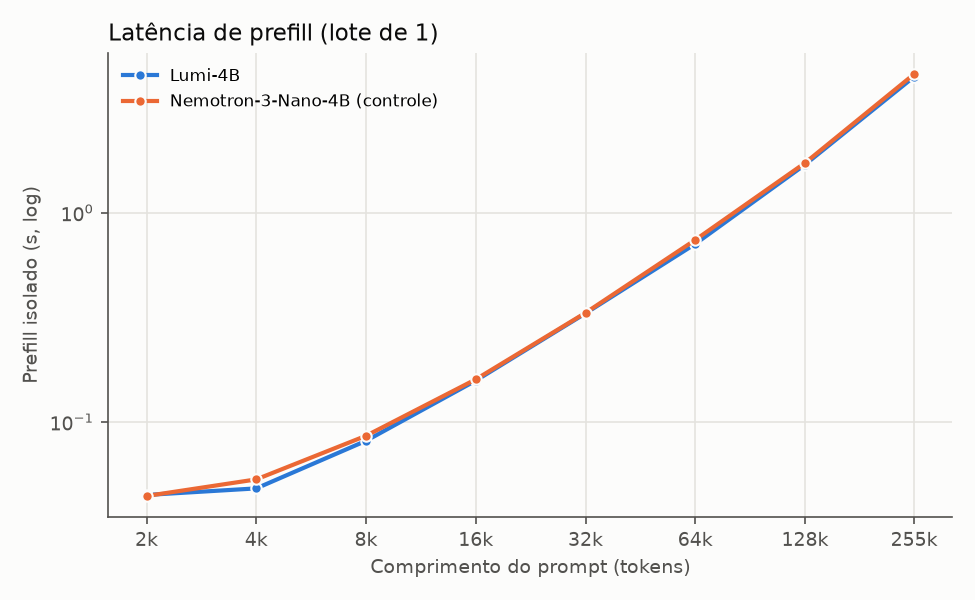 Latência de prefill (lote de 1)
Lumi-4B
Nemotron-3-Nano-4B (controle)
Prefill isolado (s, log)
10⁰
10⁻¹
2k 4k 8k 16k 32k 64k 128k 255k
Comprimento do prompt (tokens)